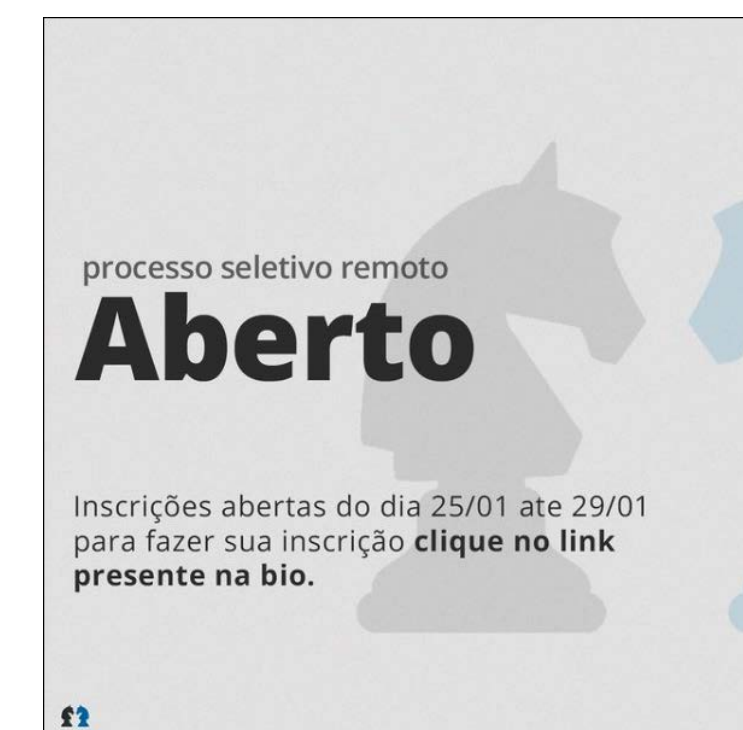 processo seletivo remoto
Aberto
Inscrições abertas do dia 25/01 ate 29/01
para fazer sua inscrição clique no link
presente na bio.